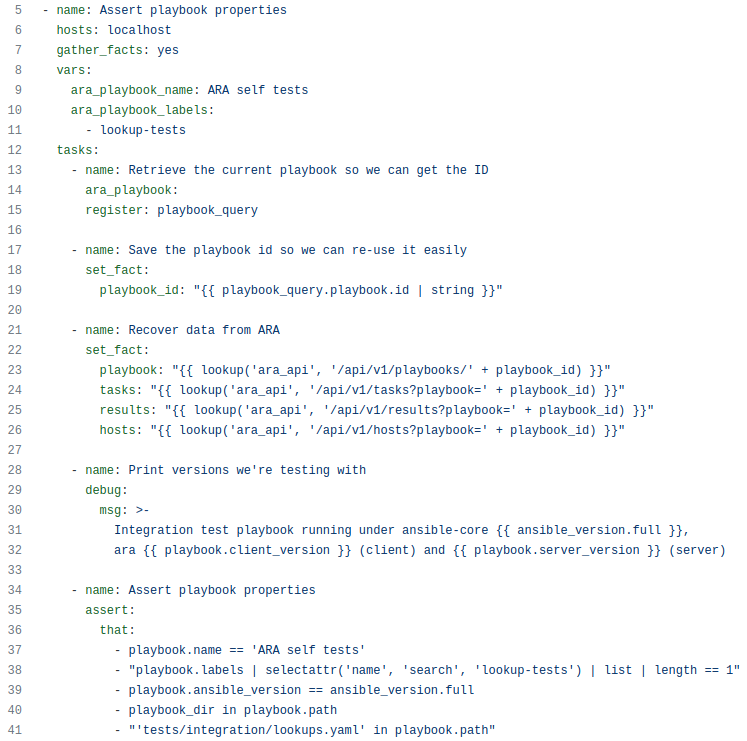 5 - name: Assert playbook properties
6   hosts: localhost
7   gather_facts: yes
8   vars:
9     ara_playbook_name: ARA self tests
10     ara_playbook_labels:
11       - lookup-tests
12   tasks:
13     - name: Retrieve the current playbook so we can get the ID
14       ara_playbook:
15       register: playbook_query
16
17     - name: Save the playbook id so we can re-use it easily
18       set_fact:
19         playbook_id: "{{ playbook_query.playbook.id | string }}"
20
21     - name: Recover data from ARA
22       set_fact:
23         playbook: "{{ lookup('ara_api', '/api/v1/playbooks/' + playbook_id) }}"
24         tasks: "{{ lookup('ara_api', '/api/v1/tasks?playbook=' + playbook_id) }}"
25         results: "{{ lookup('ara_api', '/api/v1/results?playbook=' + playbook_id) }}"
26         hosts: "{{ lookup('ara_api', '/api/v1/hosts?playbook=' + playbook_id) }}"
27
28     - name: Print versions we're testing with
29       debug:
30         msg: >-
31           Integration test playbook running under ansible-core {{ ansible_version.full }},
32           ara {{ playbook.client_version }} (client) and {{ playbook.server_version }} (server)
33
34     - name: Assert playbook properties
35       assert:
36         that:
37           - playbook.name == 'ARA self tests'
38           - "playbook.labels | selectattr('name', 'search', 'lookup-tests') | list | length == 1"
39           - playbook.ansible_version == ansible_version.full
40           - playbook_dir in playbook.path
41           - "'tests/integration/lookups.yaml' in playbook.path"